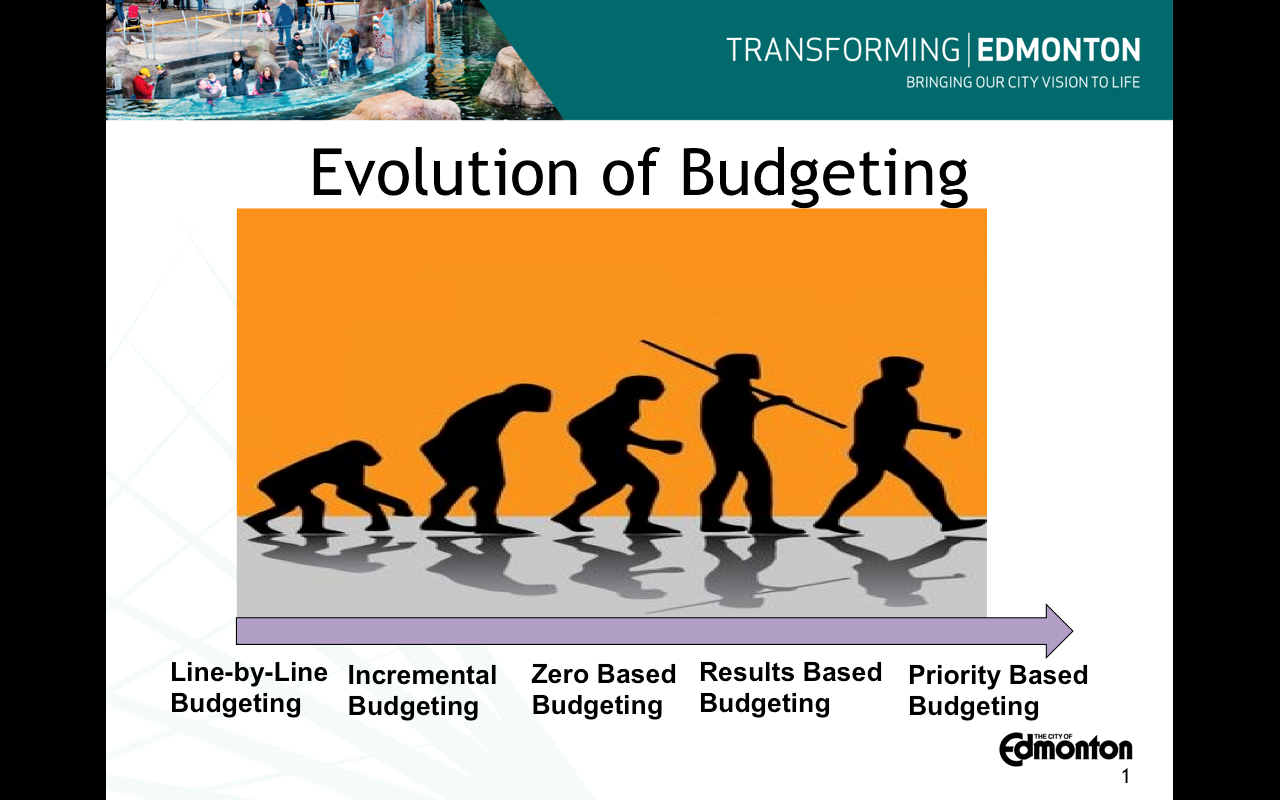 TRANSFORMING | EDMONTON
BRINGING OUR CITY VISION TO LIFE
Evolution of Budgeting
Line-by-Line
Budgeting
Incremental
Budgeting
Zero Based
Budgeting
Results Based
Budgeting
Priority Based
Budgeting
THE CITY OF
Edmonton
1